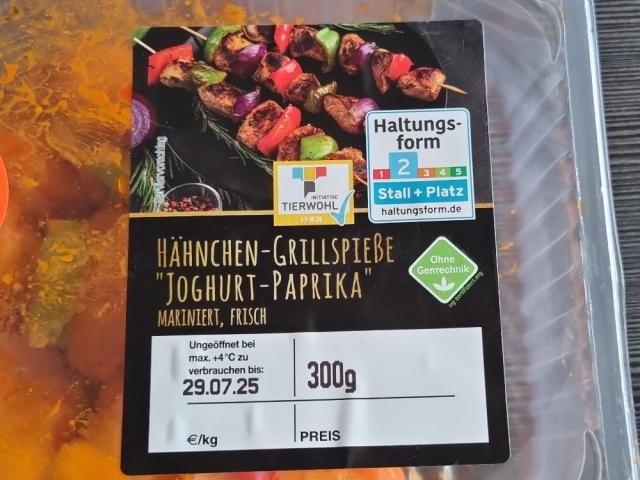 Haltungs-
form
1 2 3 4 5
Stall + Platz
haltungsform.de
INITIATIVE
TIERWOHL
Serviervorschlag
HÄHNCHEN-GRILLSPIEẞE
"JOGHURT-PAPRIKA"
MARINIERT, FRISCH
Ohne
Gentechnik
Ungeöffnet bei
max. +4°C zu
verbrauchen bis:
29.07.25
300g
€/kg
PREIS